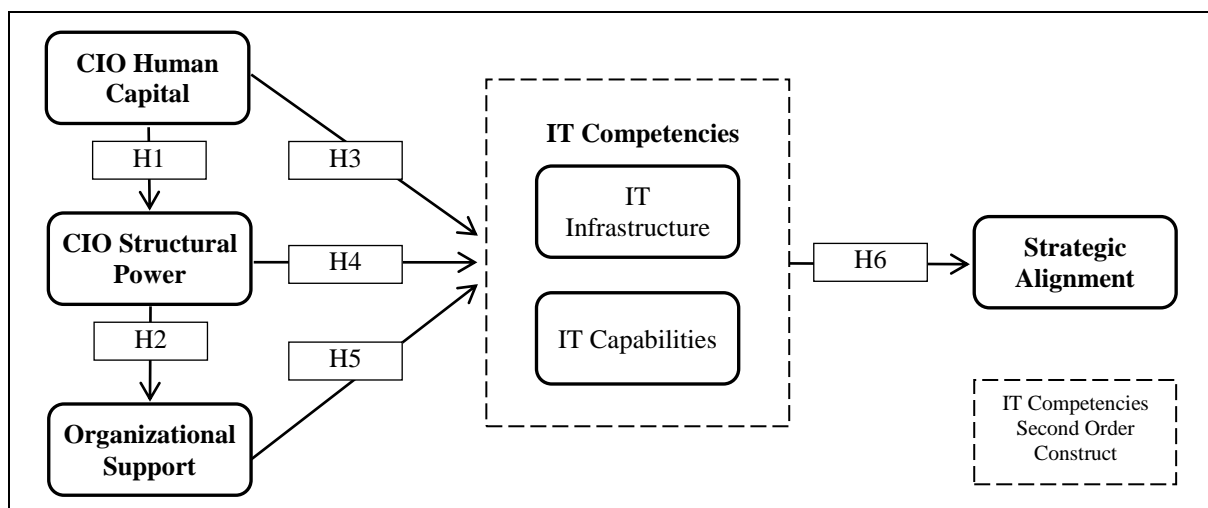 CIO Human
Capital
H1
H3
CIO Structural
Power
H4
H2
H5
Organizational
Support
IT Competencies
IT
Infrastructure
IT Capabilities
H6
Strategic
Alignment
IT Competencies
Second Order
Construct